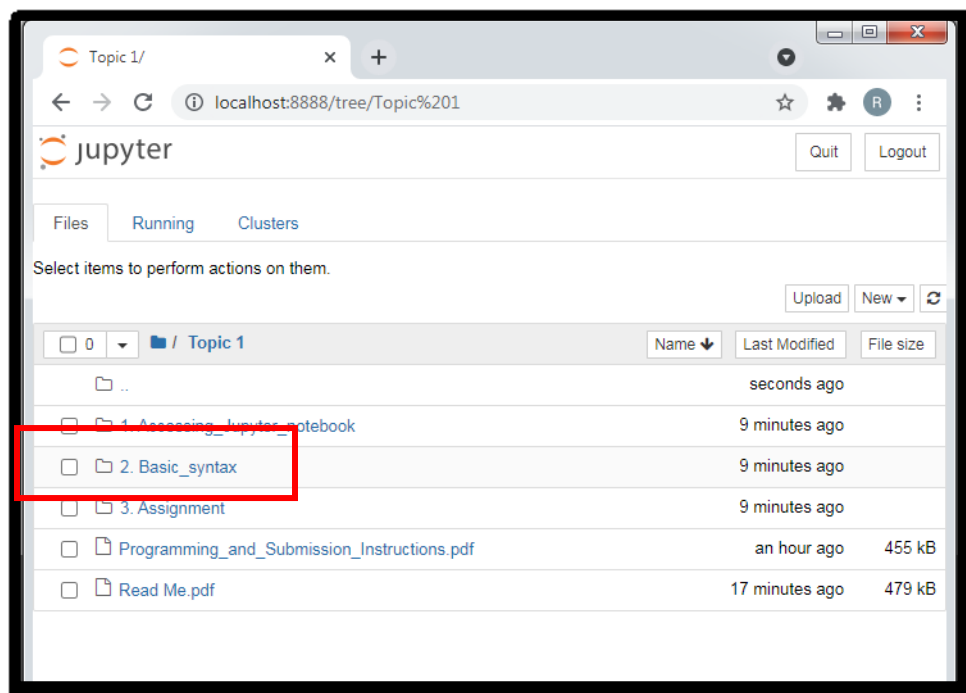 Topic 1/
localhost:8888/tree/Topic%201
R
jupyter
Quit Logout
Files Running Clusters
Select items to perform actions on them.
Upload New
0 / Topic 1 Name Last Modified File size
.. seconds ago
1. Accessing_Jupyter_notebook 9 minutes ago
2. Basic_syntax 9 minutes ago
3. Assignment 9 minutes ago
Programming_and_Submission_Instructions.pdf an hour ago 455 kB
Read Me.pdf 17 minutes ago 479 kB